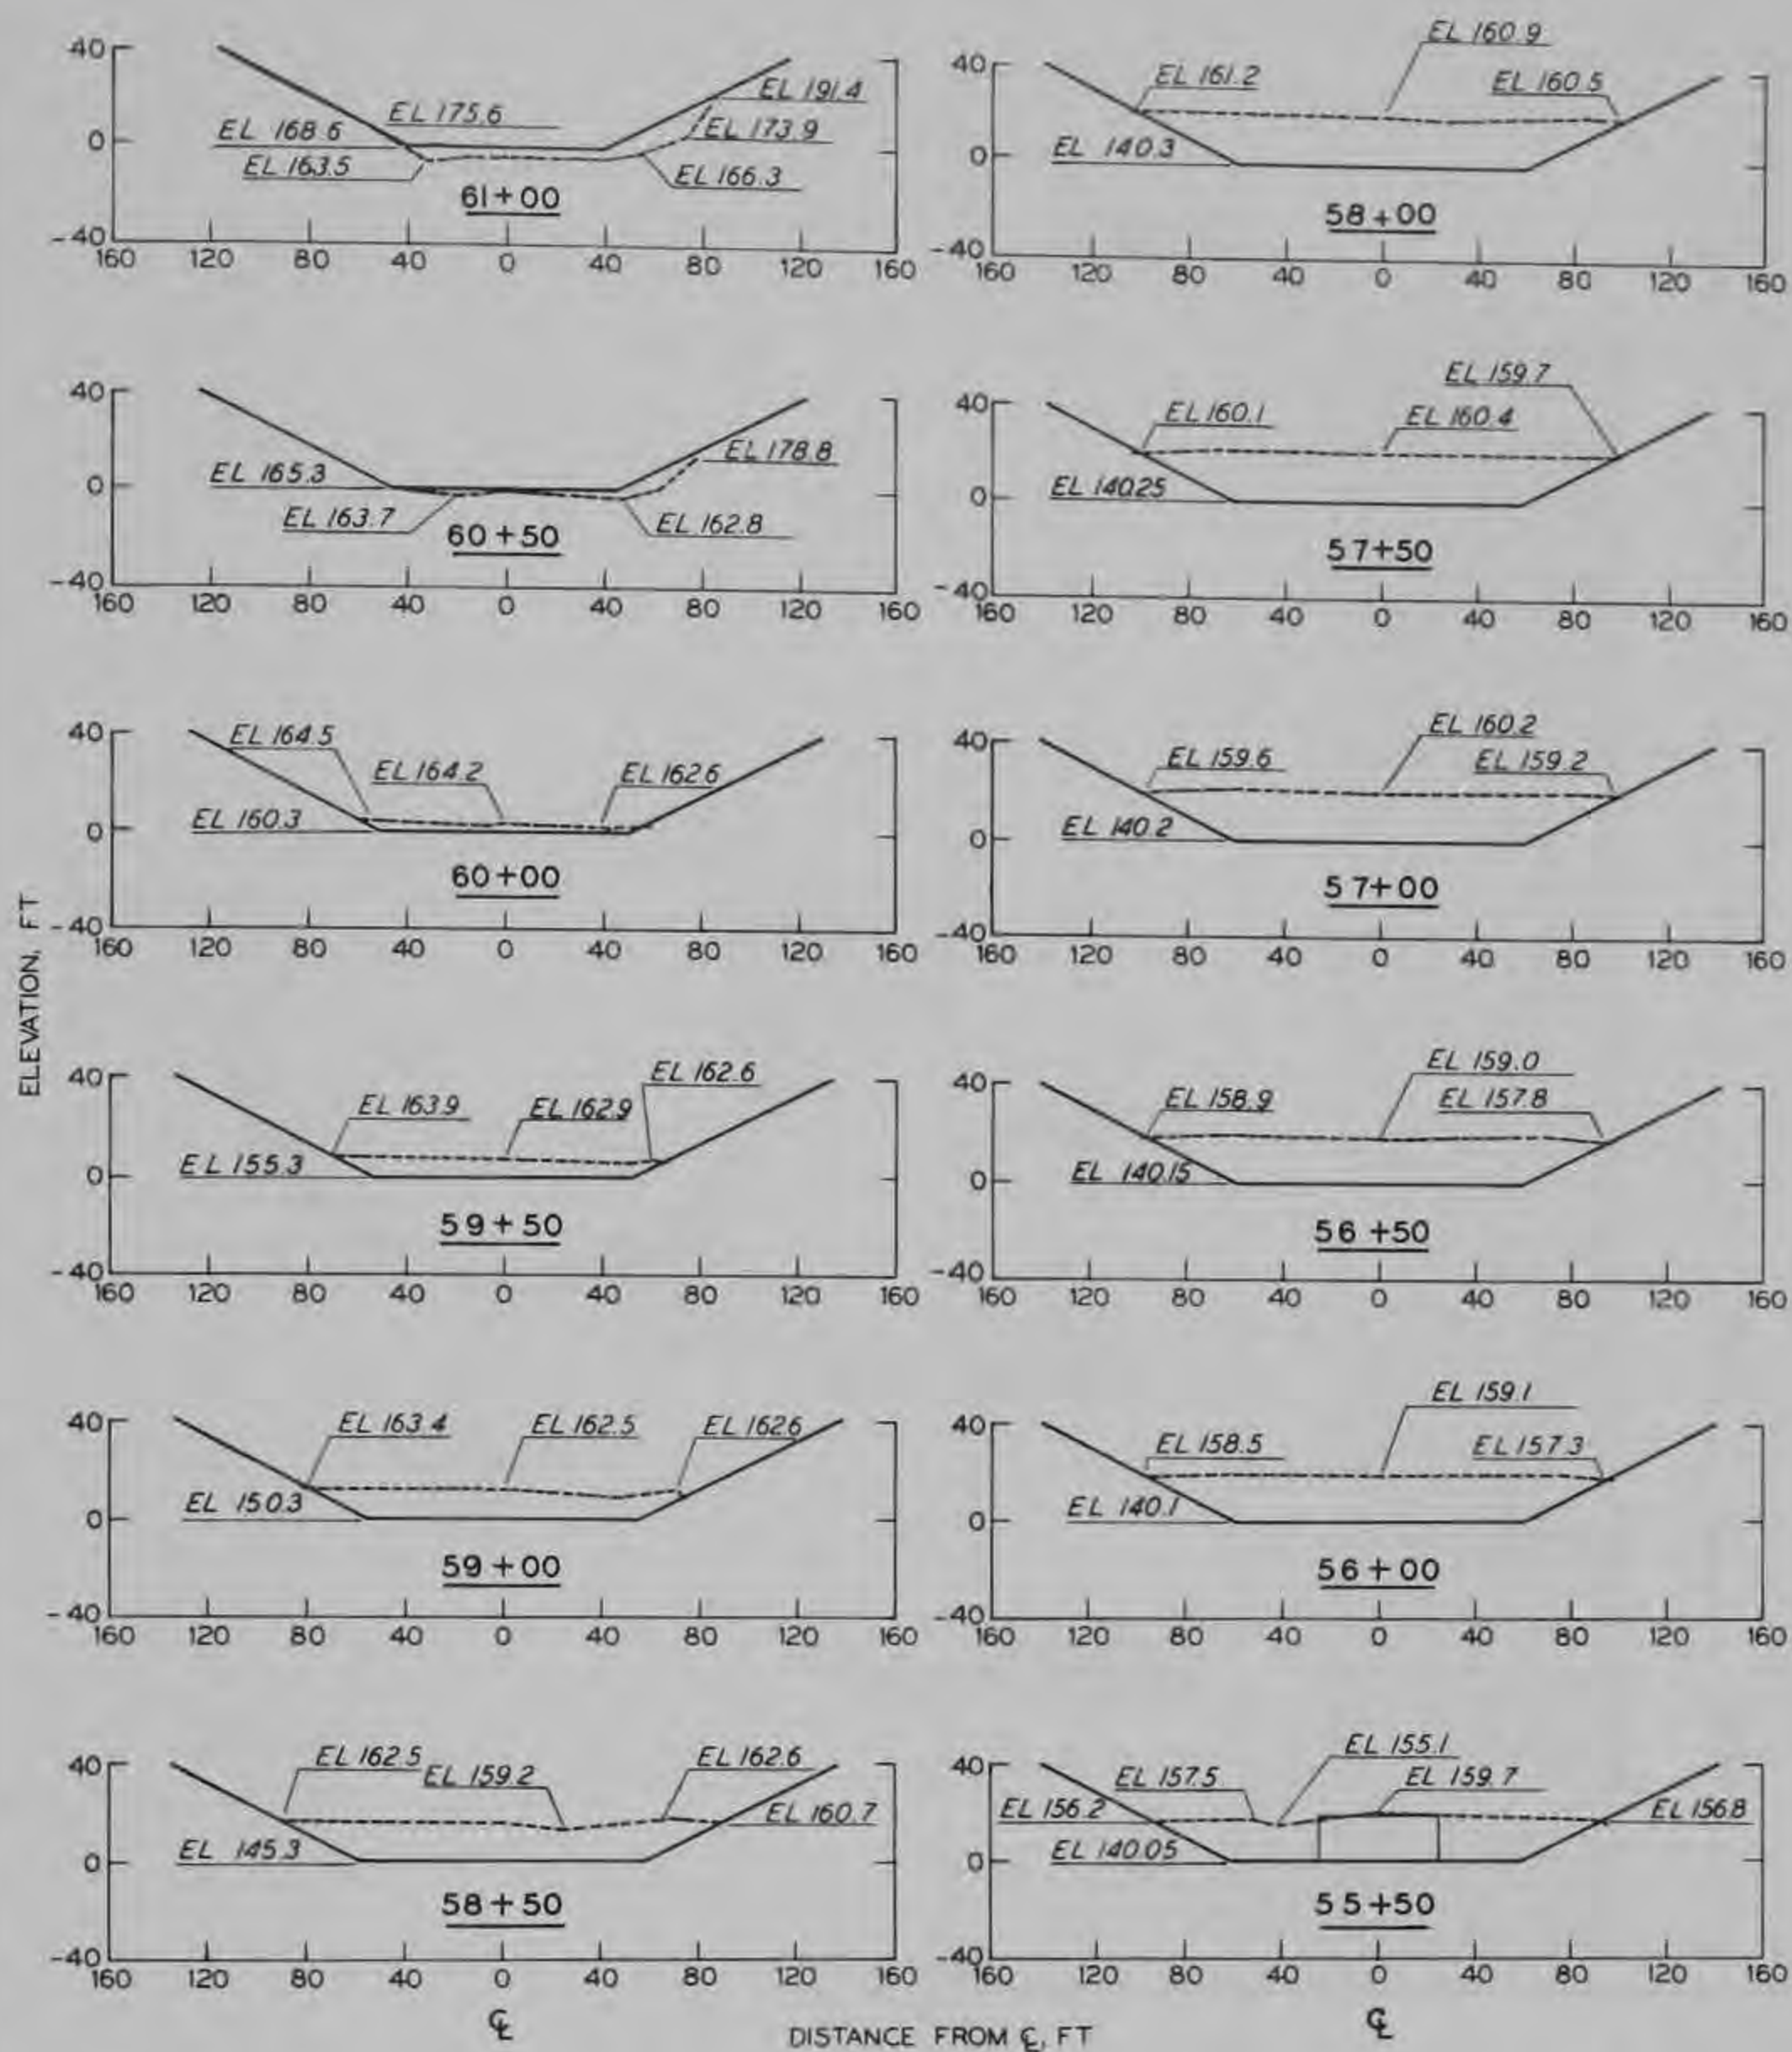 ELEVATION, FT
40
0
-40
EL 168.6
EL 175.6
EL 191.4
EL 173.9
EL 163.5
EL 166.3
61+00
160 120 80 40 0 40 80 120 160
40
0
-40
EL 165.3
EL 178.8
EL 163.7
EL 162.8
60+50
160 120 80 40 0 40 80 120 160
40
0
-40
EL 164.5
EL 164.2
EL 162.6
EL 160.3
60+00
160 120 80 40 0 40 80 120 160
40
0
-40
EL 162.6
EL 163.9
EL 162.9
EL 155.3
59+50
160 120 80 40 0 40 80 120 160
40
0
-40
EL 163.4
EL 162.5
EL 162.6
EL 150.3
59+00
160 120 80 40 0 40 80 120 160
40
0
-40
EL 162.5
EL 159.2
EL 162.6
EL 160.7
EL 145.3
58+50
160 120 80 40 0 40 80 120 160
℄
40
0
-40
EL 160.9
EL 161.2
EL 160.5
EL 140.3
58+00
160 120 80 40 0 40 80 120 160
40
0
-40
EL 159.7
EL 160.1
EL 160.4
EL 140.25
57+50
160 120 80 40 0 40 80 120 160
40
0
-40
EL 160.2
EL 159.6
EL 159.2
EL 140.2
57+00
160 120 80 40 0 40 80 120 160
40
0
-40
EL 159.0
EL 158.9
EL 157.8
EL 140.15
56+50
160 120 80 40 0 40 80 120 160
40
0
-40
EL 159.1
EL 158.5
EL 157.3
EL 140.1
56+00
160 120 80 40 0 40 80 120 160
40
0
-40
EL 155.1
EL 157.5
EL 159.7
EL 156.2
EL 156.8
EL 140.05
55+50
160 120 80 40 0 40 80 120 160
℄
DISTANCE FROM ℄, FT